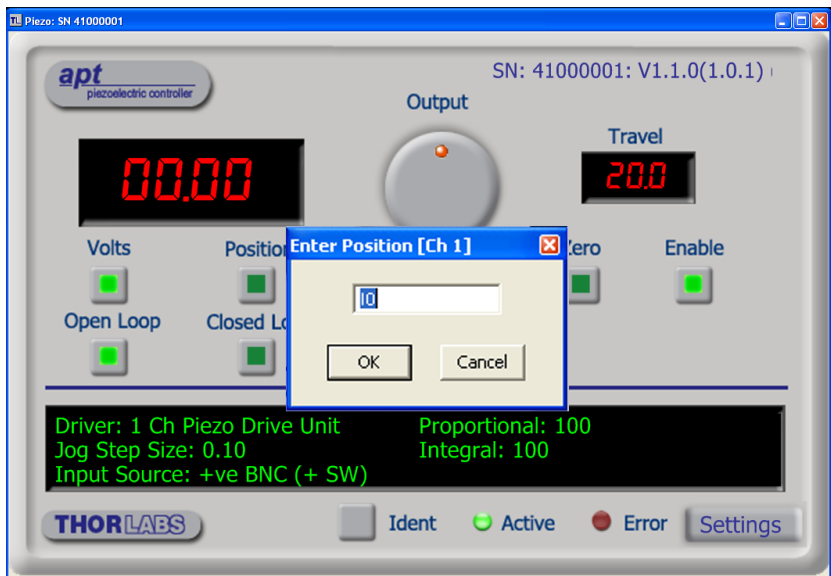 Piezo: SN 41000001
apt
piezoelectric controller
SN: 41000001: V1.1.0(1.0.1) (
Output
Travel
00.00
20.0
Enter Position [Ch 1]
Volts
Position
Zero
Enable
10
Open Loop
Closed Lo
OK
Cancel
Driver: 1 Ch Piezo Drive Unit
Proportional: 100
Jog Step Size: 0.10
Integral: 100
Input Source: +ve BNC (+ SW)
THORLABS
Ident
Active
Error
Settings